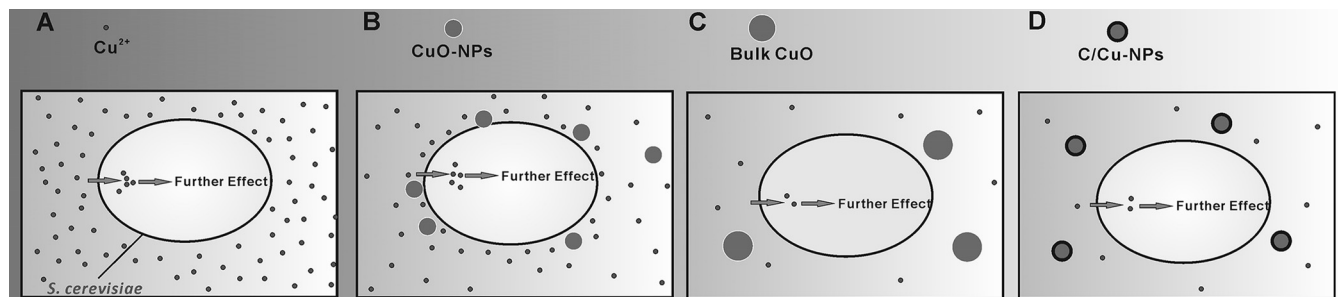 A
Cu2+
B
CuO-NPs
C
Bulk CuO
D
C/Cu-NPs
Further Effect
Further Effect
Further Effect
Further Effect
S. cerevisiae